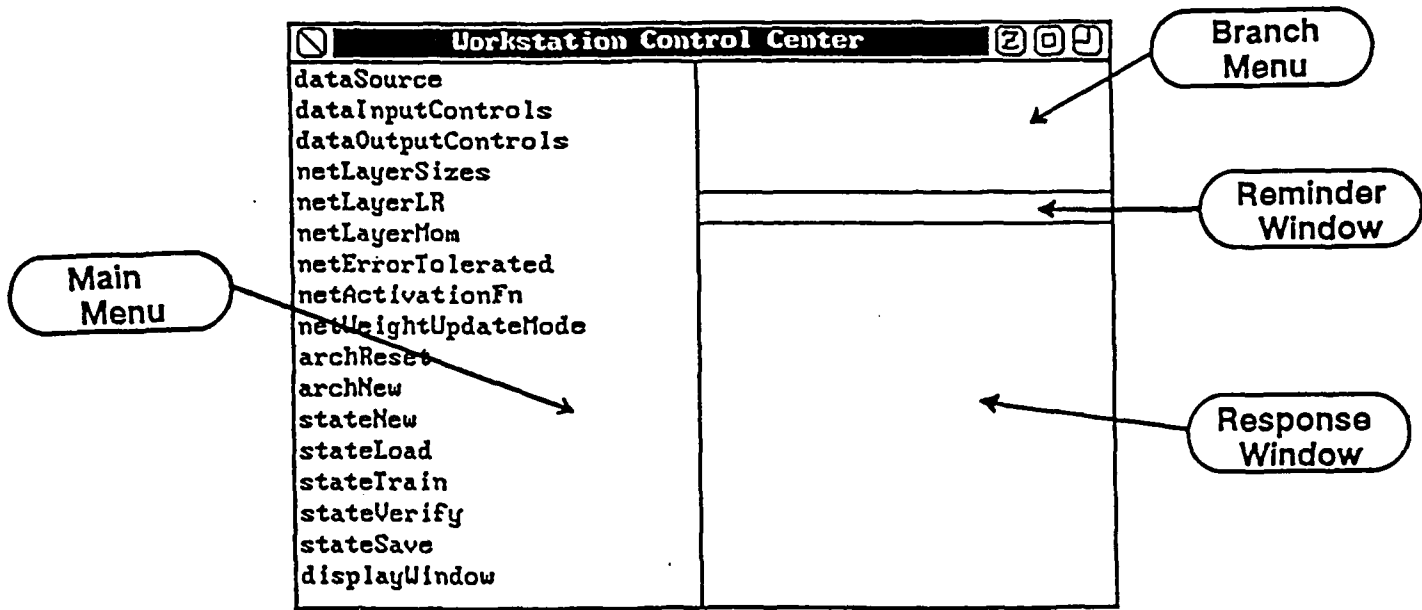 Workstation Control Center
Branch
Menu
dataSource
dataInputControls
dataOutputControls
netLayerSizes
netLayerLR
netLayerMom
netErrorTolerated
netActivationFn
netWeightUpdateMode
archReset
archNew
stateNew
stateLoad
stateTrain
stateVerify
stateSave
displayWindow
Reminder
Window
Main
Menu
Response
Window